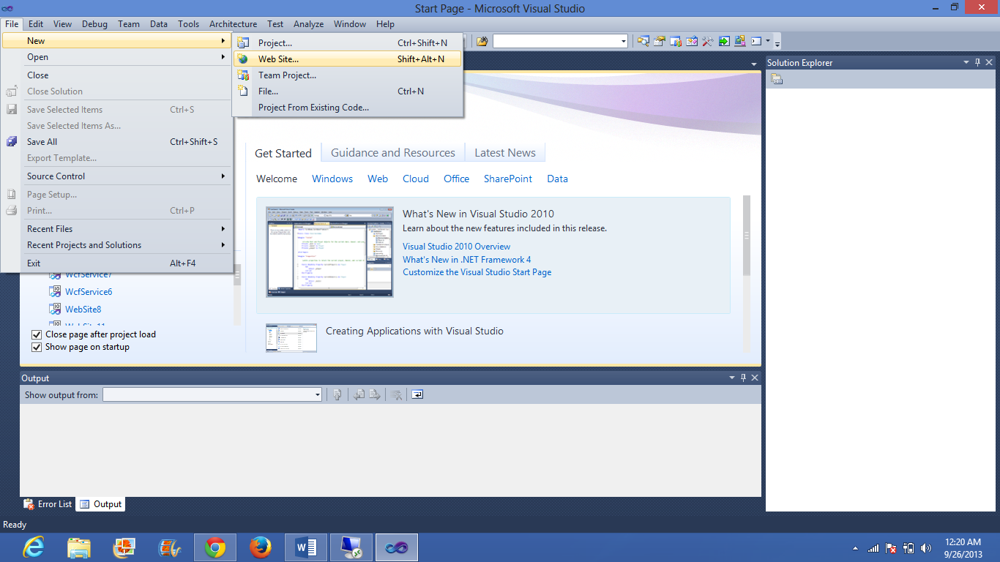 Start Page - Microsoft Visual Studio
File Edit View Debug Team Data Tools Architecture Test Analyze Window Help
New
Open
Close
Close Solution
Save Selected Items Ctrl+S
Save Selected Items As...
Save All Ctrl+Shift+S
Export Template...
Source Control
Page Setup...
Print... Ctrl+P
Recent Files
Recent Projects and Solutions
Exit Alt+F4
Project... Ctrl+Shift+N
Web Site... Shift+Alt+N
Team Project...
File... Ctrl+N
Project From Existing Code...
WcfService7
WcfService6
WebSite8
WebSite11
Close page after project load
Show page on startup
Get Started Guidance and Resources Latest News
Welcome Windows Web Cloud Office SharePoint Data
What's New in Visual Studio 2010
Learn about the new features included in this release.
Visual Studio 2010 Overview
What's New in .NET Framework 4
Customize the Visual Studio Start Page
Creating Applications with Visual Studio
Solution Explorer
Output
Show output from:
Error List Output
Ready
12:20 AM
9/26/2013